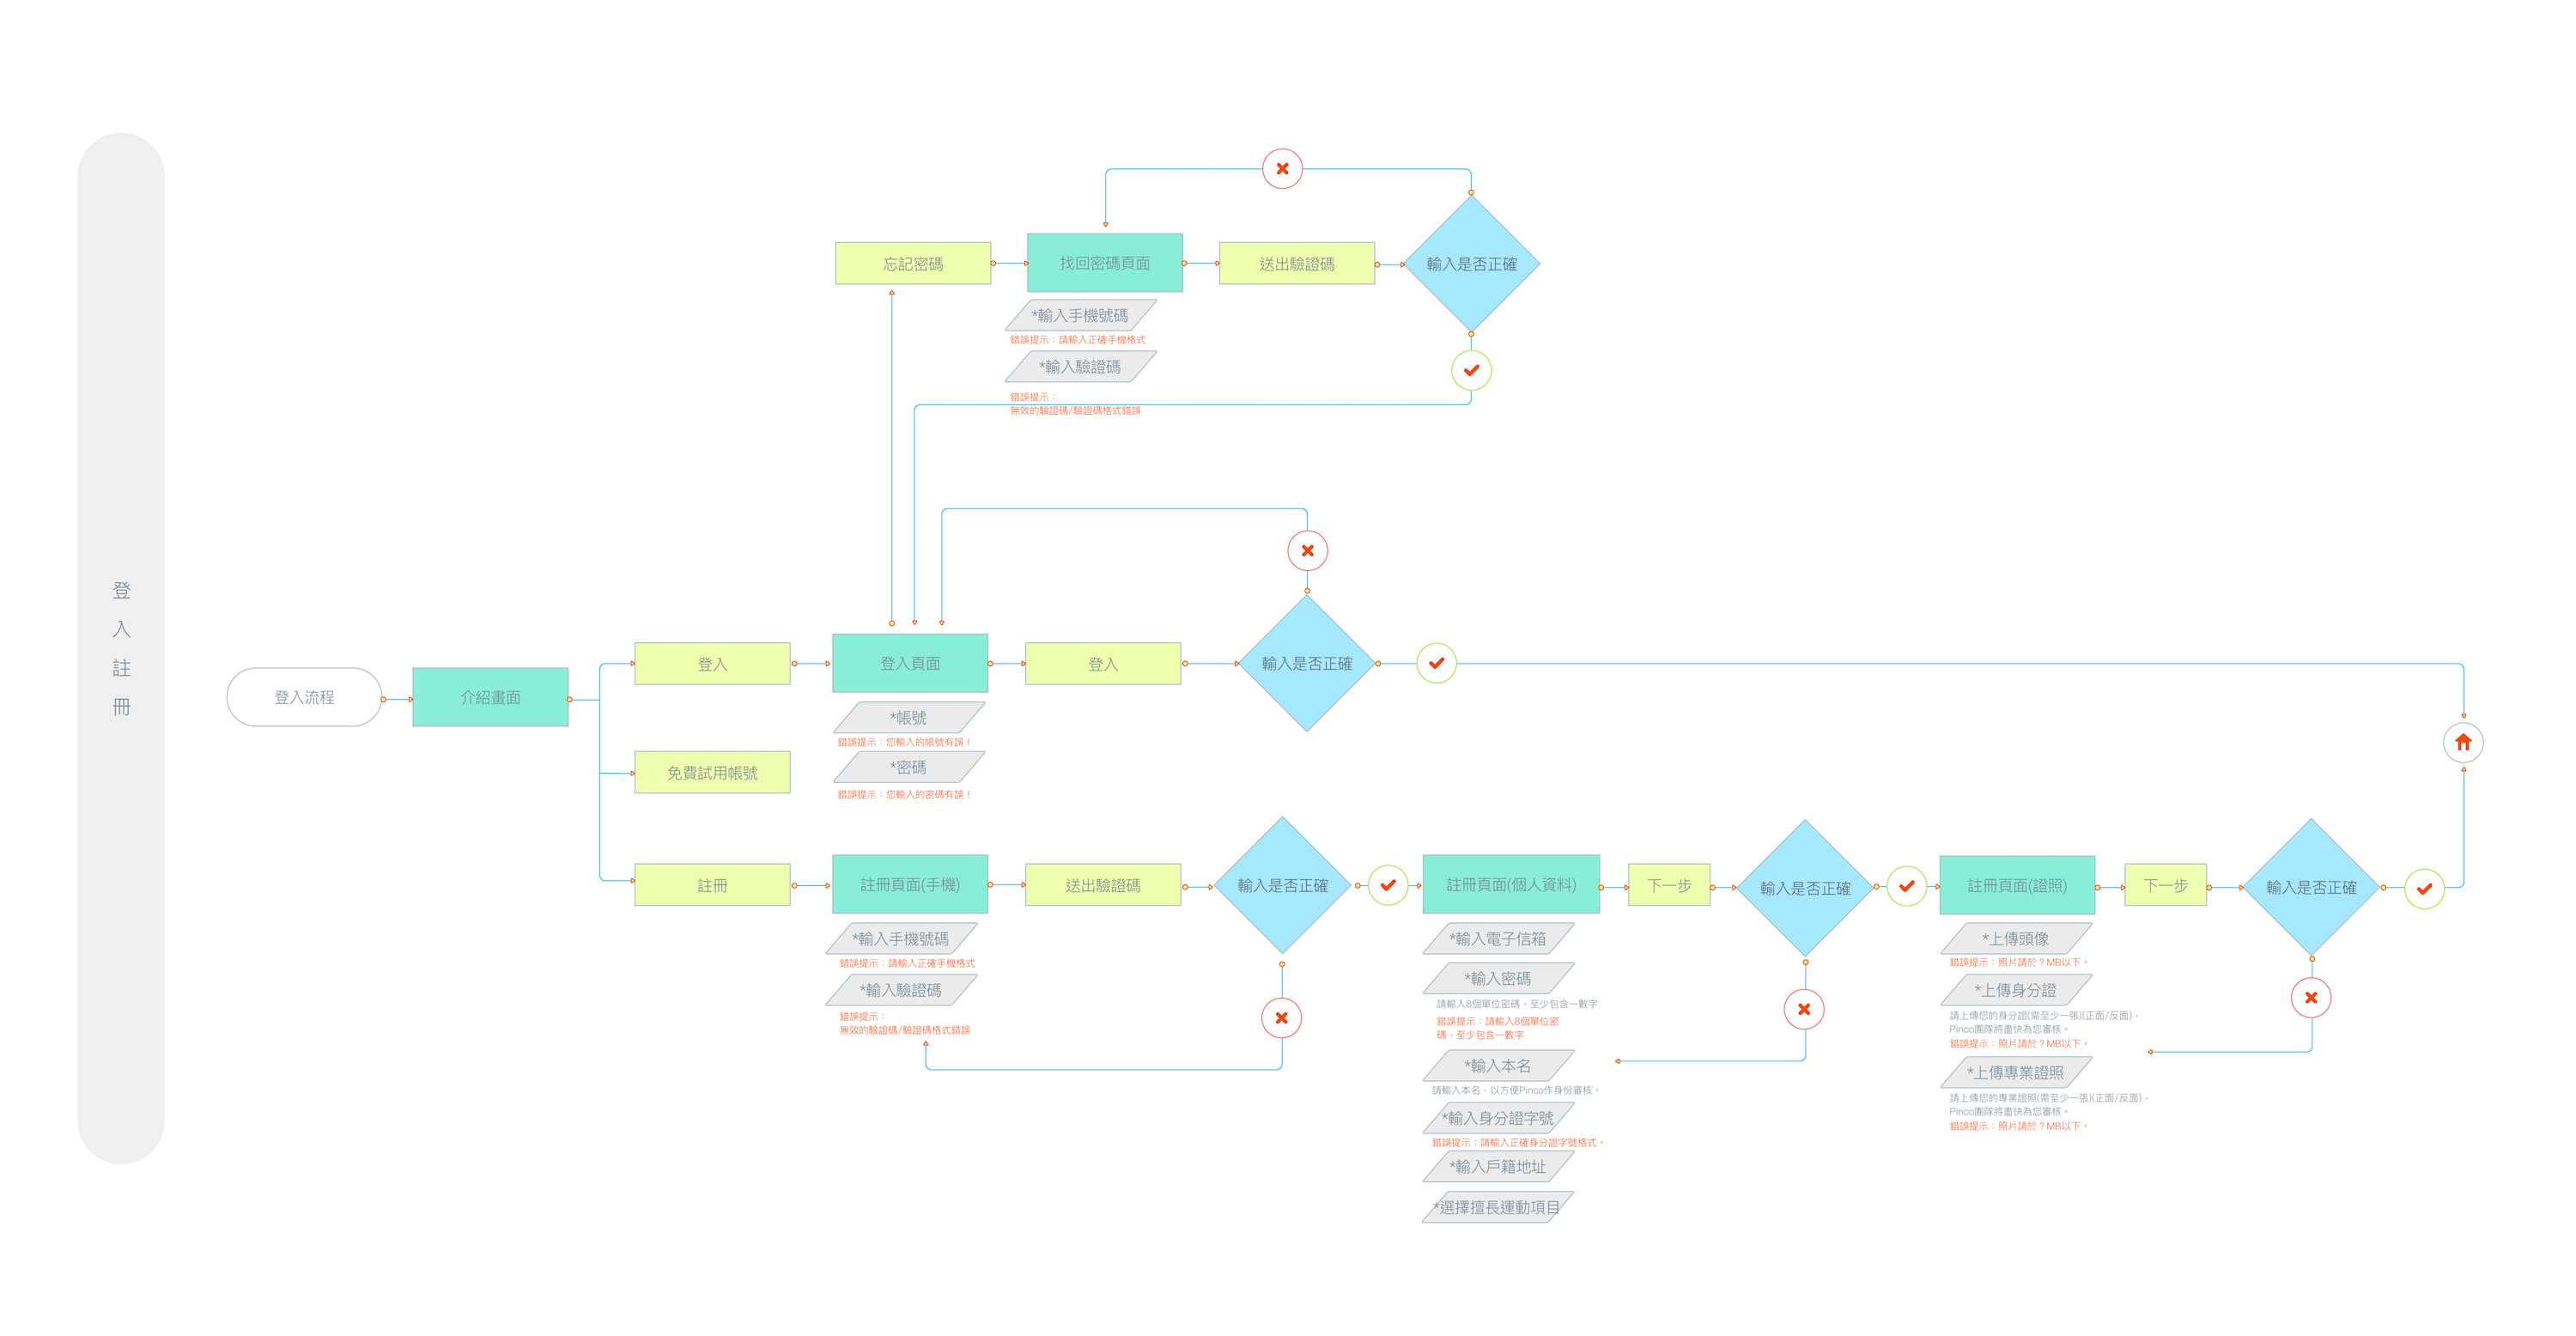 登入註冊
忘記密碼
找回密碼頁面
送出驗證碼
輸入是否正確
*輸入手機號碼
錯誤提示：請輸入正確手機格式
*輸入驗證碼
錯誤提示：
無效的驗證碼/驗證碼格式錯誤
登入流程
介紹畫面
登入
登入頁面
登入
輸入是否正確
*帳號
錯誤提示：您輸入的帳號有誤！
*密碼
錯誤提示：您輸入的密碼有誤！
免費試用帳號
註冊
註冊頁面(手機)
送出驗證碼
輸入是否正確
*輸入手機號碼
錯誤提示：請輸入正確手機格式
*輸入驗證碼
錯誤提示：
無效的驗證碼/驗證碼格式錯誤
註冊頁面(個人資料)
下一步
輸入是否正確
*輸入電子信箱
*輸入密碼
請輸入8個單位密碼，至少包含一數字
錯誤提示：請輸入8個單位密
碼，至少包含一數字
*輸入本名
請輸入本名，以方便Pinco作身份審核。
*輸入身分證字號
錯誤提示：請輸入正確身分證字號格式。
*輸入戶籍地址
*選擇擅長運動項目
註冊頁面(證照)
下一步
輸入是否正確
*上傳頭像
錯誤提示：照片請於？MB以下。
*上傳身分證
請上傳您的身分證(需至少一張)(正面/反面)，
Pinco團隊將盡快為您審核。
錯誤提示：照片請於？MB以下。
*上傳專業證照
請上傳您的專業證照(需至少一張)(正面/反面)，
Pinco團隊將盡快為您審核。
錯誤提示：照片請於？MB以下。